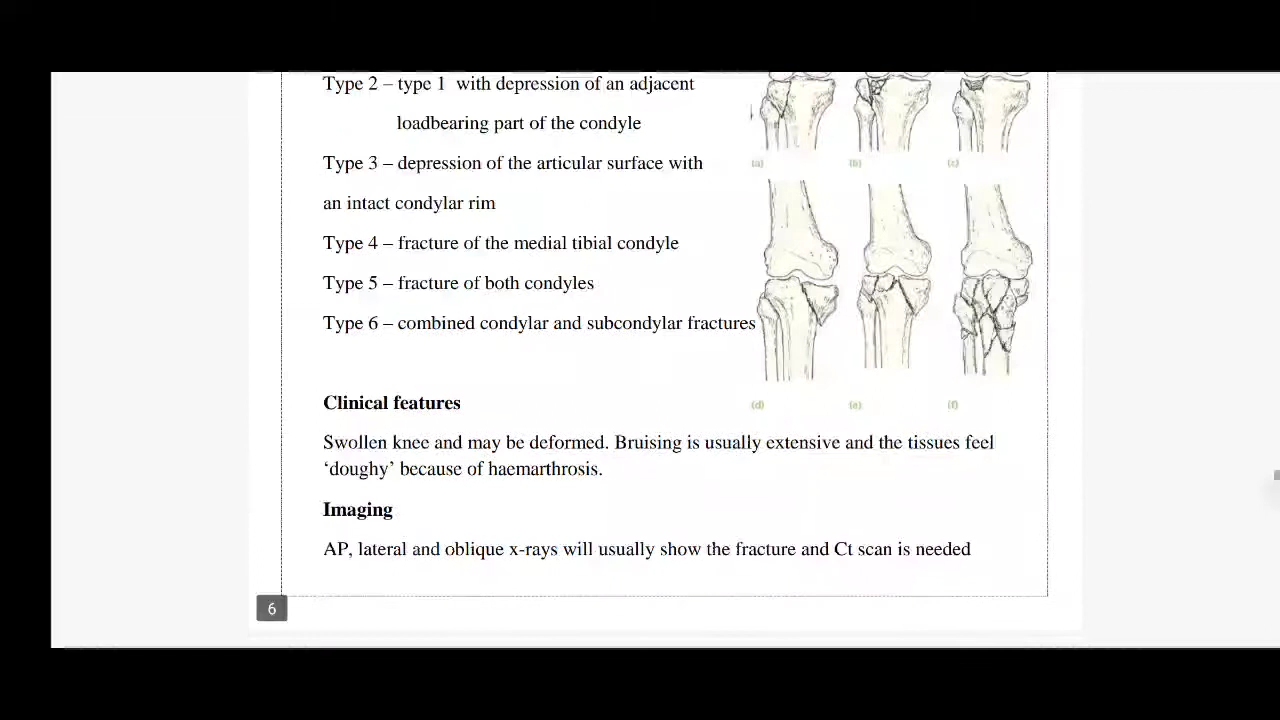 Type 2 – type 1 with depression of an adjacent
loadbearing part of the condyle
Type 3 – depression of the articular surface with
an intact condylar rim
Type 4 – fracture of the medial tibial condyle
Type 5 – fracture of both condyles
Type 6 – combined condylar and subcondylar fractures
(a) (b) (c)
(d) (e) (f)
Clinical features
Swollen knee and may be deformed. Bruising is usually extensive and the tissues feel
‘doughy’ because of haemarthrosis.
Imaging
AP, lateral and oblique x-rays will usually show the fracture and Ct scan is needed
6